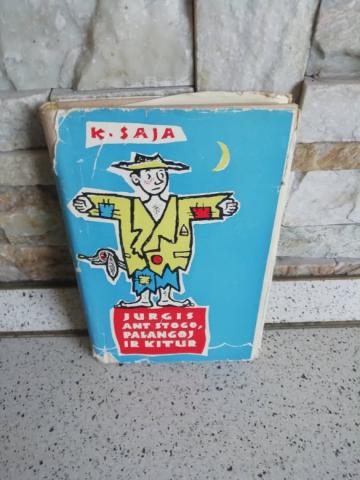 K. SAJA
JURGIS
ANT STOGO,
PALANGOJ
IR KITUR